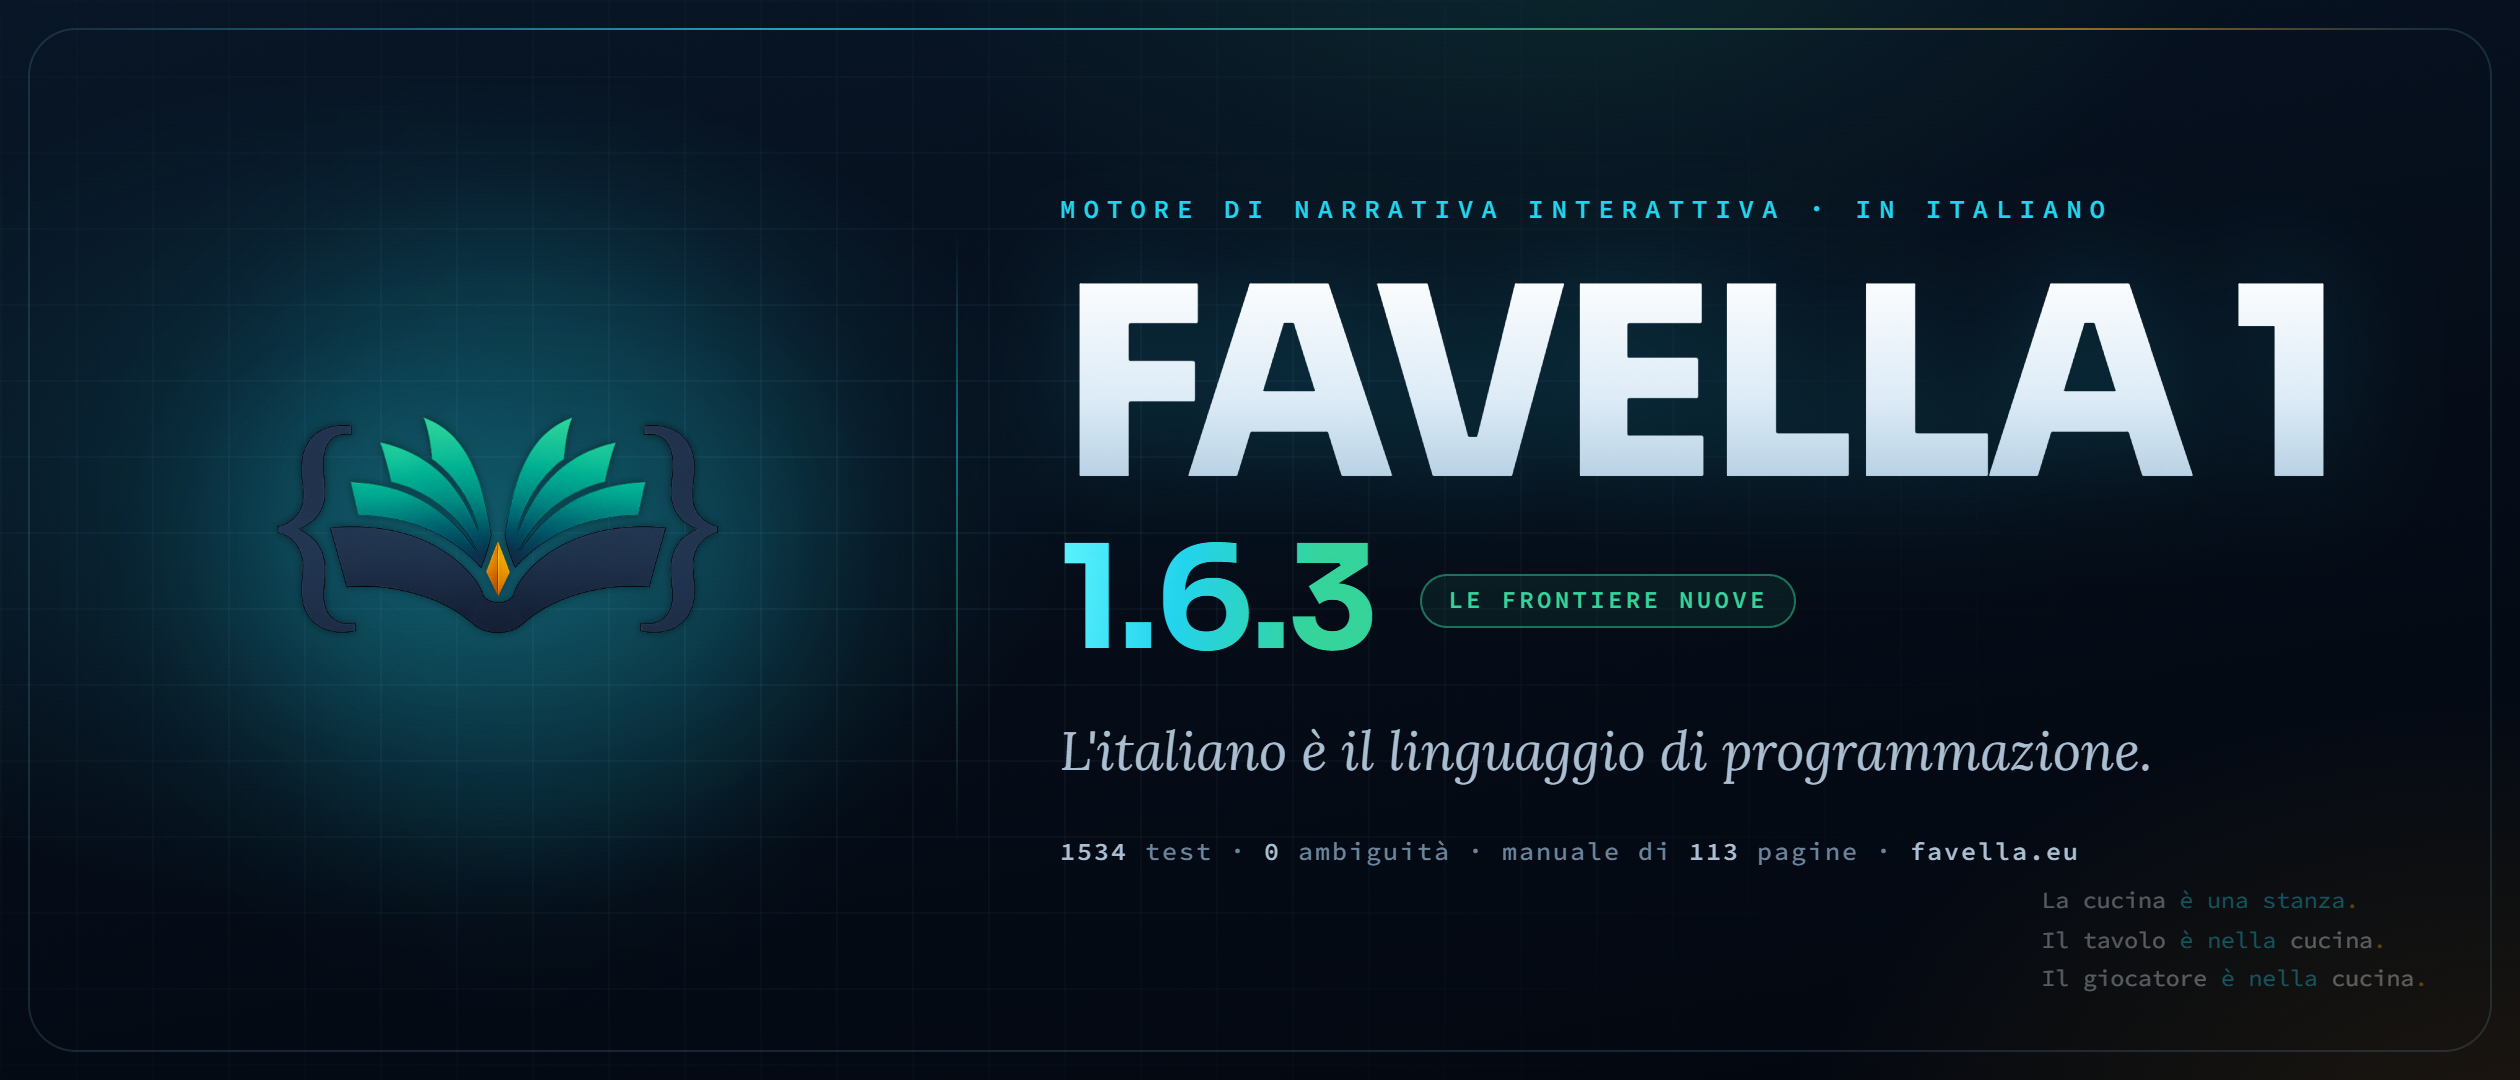 MOTORE DI NARRATIVA INTERATTIVA · IN ITALIANO
FAVELLA 1
1.6.3 LE FRONTIERE NUOVE
L'italiano è il linguaggio di programmazione.
1534 test · 0 ambiguità · manuale di 113 pagine · favella.eu
La cucina è una stanza.
Il tavolo è nella cucina.
Il giocatore è nella cucina.